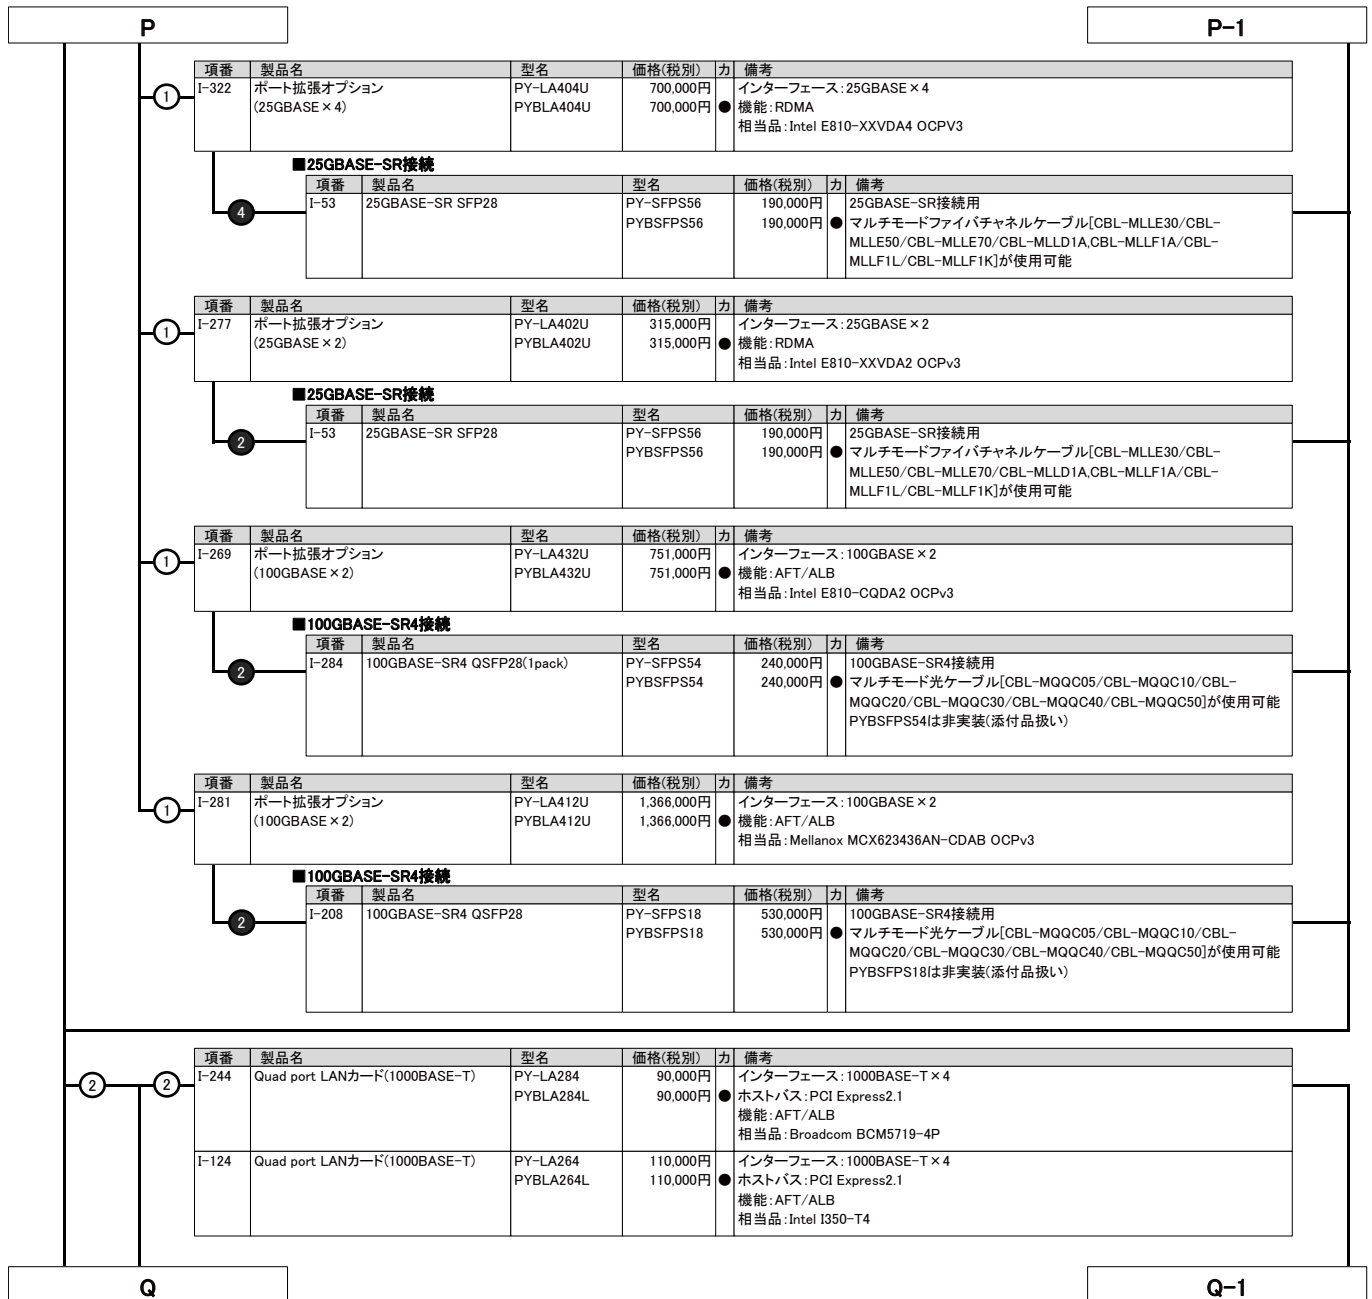 P
P-1
項番 製品名 型名 価格(税別) カ 備考
① I-322 ポート拡張オプション PY-LA404U 700,000円 インターフェース:25GBASE×4
(25GBASE×4) PYBLA404U 700,000円 ● 機能:RDMA
相当品:Intel E810-XXVDA4 OCPV3
■25GBASE-SR接続
項番 製品名 型名 価格(税別) カ 備考
4 I-53 25GBASE-SR SFP28 PY-SFPS56 190,000円 25GBASE-SR接続用
PYBSFPS56 190,000円 ● マルチモードファイバチャネルケーブル[CBL-MLLE30/CBL-
MLLE50/CBL-MLLE70/CBL-MLLD1A,CBL-MLLF1A/CBL-
MLLF1L/CBL-MLLF1K]が使用可能
項番 製品名 型名 価格(税別) カ 備考
① I-277 ポート拡張オプション PY-LA402U 315,000円 インターフェース:25GBASE×2
(25GBASE×2) PYBLA402U 315,000円 ● 機能:RDMA
相当品:Intel E810-XXVDA2 OCPv3
■25GBASE-SR接続
項番 製品名 型名 価格(税別) カ 備考
2 I-53 25GBASE-SR SFP28 PY-SFPS56 190,000円 25GBASE-SR接続用
PYBSFPS56 190,000円 ● マルチモードファイバチャネルケーブル[CBL-MLLE30/CBL-
MLLE50/CBL-MLLE70/CBL-MLLD1A,CBL-MLLF1A/CBL-
MLLF1L/CBL-MLLF1K]が使用可能
項番 製品名 型名 価格(税別) カ 備考
① I-269 ポート拡張オプション PY-LA432U 751,000円 インターフェース:100GBASE×2
(100GBASE×2) PYBLA432U 751,000円 ● 機能:AFT/ALB
相当品:Intel E810-CQDA2 OCPv3
■100GBASE-SR4接続
項番 製品名 型名 価格(税別) カ 備考
2 I-284 100GBASE-SR4 QSFP28(1pack) PY-SFPS54 240,000円 100GBASE-SR4接続用
PYBSFPS54 240,000円 ● マルチモード光ケーブル[CBL-MQQC05/CBL-MQQC10/CBL-
MQQC20/CBL-MQQC30/CBL-MQQC40/CBL-MQQC50]が使用可能
PYBSFPS54は非実装(添付品扱い)
項番 製品名 型名 価格(税別) カ 備考
① I-281 ポート拡張オプション PY-LA412U 1,366,000円 インターフェース:100GBASE×2
(100GBASE×2) PYBLA412U 1,366,000円 ● 機能:AFT/ALB
相当品:Mellanox MCX623436AN-CDAB OCPv3
■100GBASE-SR4接続
項番 製品名 型名 価格(税別) カ 備考
2 I-208 100GBASE-SR4 QSFP28 PY-SFPS18 530,000円 100GBASE-SR4接続用
PYBSFPS18 530,000円 ● マルチモード光ケーブル[CBL-MQQC05/CBL-MQQC10/CBL-
MQQC20/CBL-MQQC30/CBL-MQQC40/CBL-MQQC50]が使用可能
PYBSFPS18は非実装(添付品扱い)
項番 製品名 型名 価格(税別) カ 備考
② ② I-244 Quad port LANカード(1000BASE-T) PY-LA284 90,000円 インターフェース:1000BASE-T×4
PYBLA284L 90,000円 ● ホストバス:PCI Express2.1
機能:AFT/ALB
相当品:Broadcom BCM5719-4P
I-124 Quad port LANカード(1000BASE-T) PY-LA264 110,000円 インターフェース:1000BASE-T×4
PYBLA264L 110,000円 ● ホストバス:PCI Express2.1
機能:AFT/ALB
相当品:Intel I350-T4
Q
Q-1